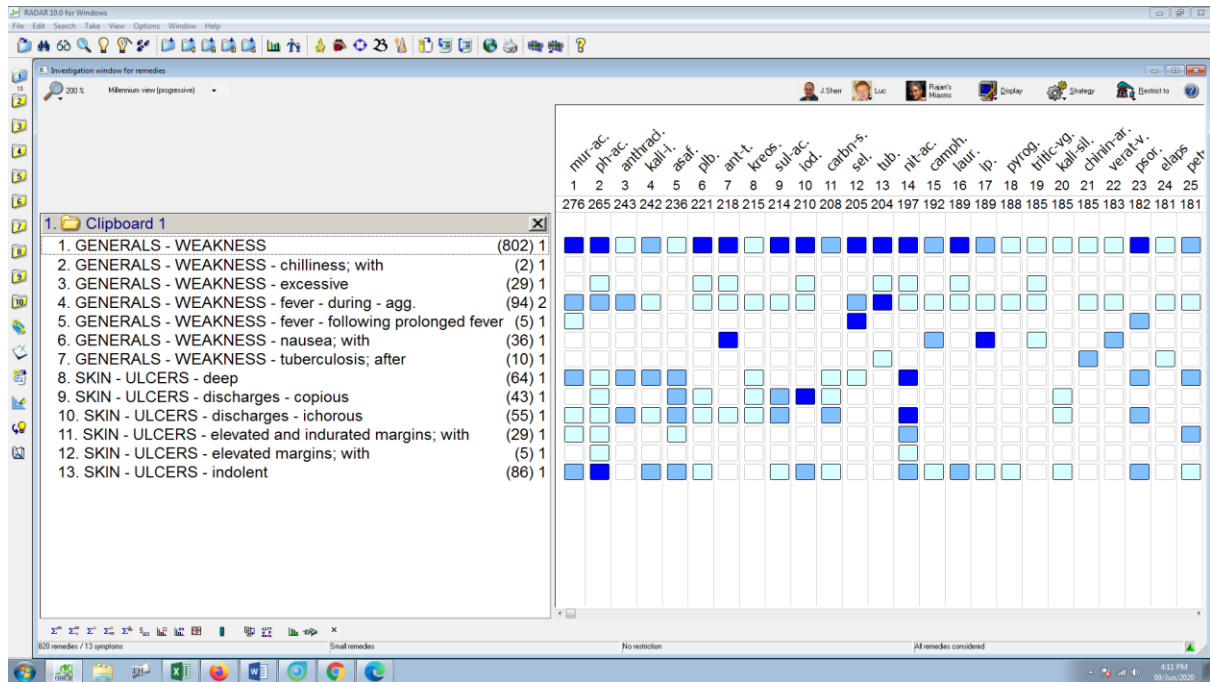 RADAR 10.0 for Windows
File Edit Search Take View Options Window Help
Investigation window for remedies
200 % Millennium view (progressive)
J.Sherr Luc Rajan's Miasms Display Strategy Restrict to
mur-ac. ph-ac. anthraci. kali-i. asaf. plb. ant-t. kreos. sul-ac. iod. carbn-s. sel. tub. nit-ac. camph. laur. ip. pyrog. tritic-vg. kali-sil. chinin-ar. verat-v. psor. elaps pet
1 2 3 4 5 6 7 8 9 10 11 12 13 14 15 16 17 18 19 20 21 22 23 24 25
276 265 243 242 236 221 218 215 214 210 208 205 204 197 192 189 189 188 185 185 185 183 182 181 181
1. Clipboard 1
1. GENERALS - WEAKNESS (802) 1
2. GENERALS - WEAKNESS - chilliness; with (2) 1
3. GENERALS - WEAKNESS - excessive (29) 1
4. GENERALS - WEAKNESS - fever - during - agg. (94) 2
5. GENERALS - WEAKNESS - fever - following prolonged fever (5) 1
6. GENERALS - WEAKNESS - nausea; with (36) 1
7. GENERALS - WEAKNESS - tuberculosis; after (10) 1
8. SKIN - ULCERS - deep (64) 1
9. SKIN - ULCERS - discharges - copious (43) 1
10. SKIN - ULCERS - discharges - ichorous (55) 1
11. SKIN - ULCERS - elevated and indurated margins; with (29) 1
12. SKIN - ULCERS - elevated margins; with (5) 1
13. SKIN - ULCERS - indolent (86) 1
820 remedies / 13 symptoms Small remedies No restriction All remedies considered
4:11 PM
09/Jun/2020